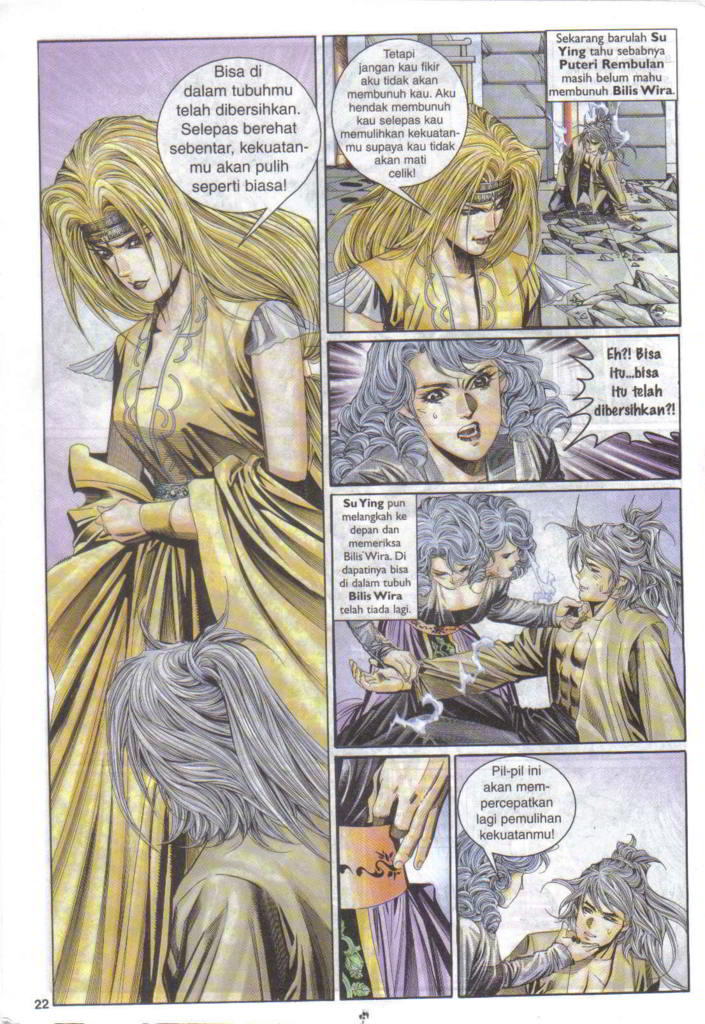 Bisa di
dalam tubuhmu
telah dibersihkan.
Selepas berehat
sebentar, kekuatan-
mu akan pulih
seperti biasa!
Tetapi
jangan kau fikir
aku tidak akan
membunuh kau. Aku
hendak membunuh
kau selepas kau
memulihkan kekuatan-
mu supaya kau tidak
akan mati
celik!
Sekarang barulah Su
Ying tahu sebabnya
Puteri Rembulan
masih belum mahu
membunuh Bilis Wira.
Eh?! Bisa
itu...bisa
itu telah
dibersihkan?!
Su Ying pun
melangkah ke
depan dan
memeriksa
Bilis Wira. Di
dapatinya bisa
di dalam tubuh
Bilis Wira
telah tiada lagi.
Pil-pil ini
akan mem-
percepatkan
lagi pemulihan
kekuatanmu!
22